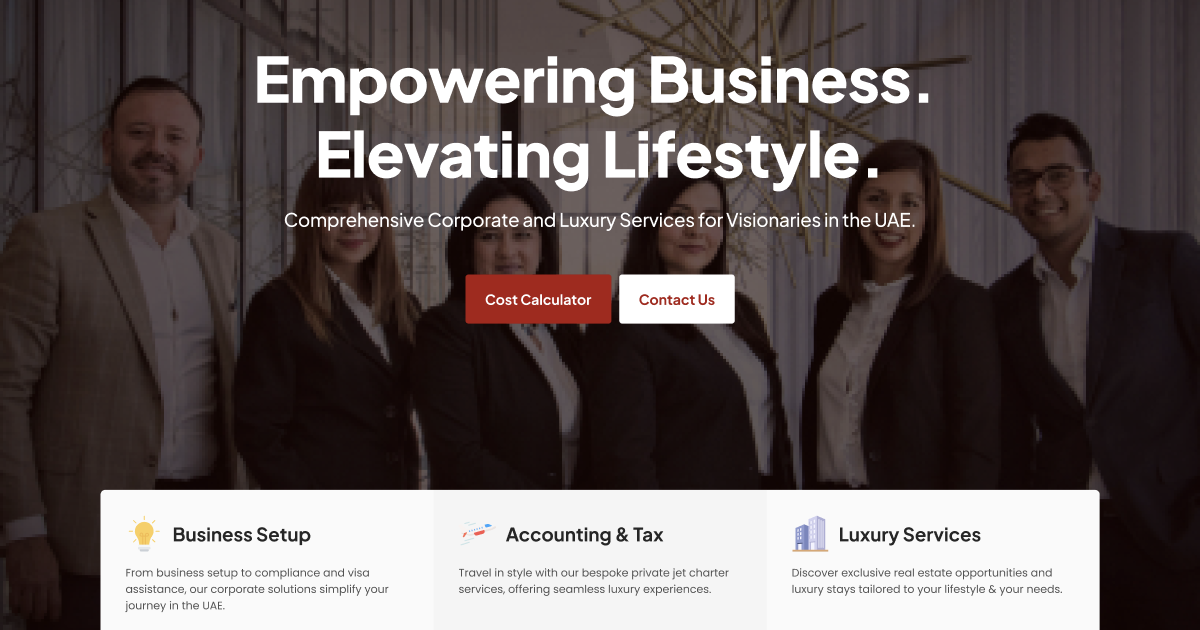 Empowering Business.
Elevating Lifestyle.
Comprehensive Corporate and Luxury Services for Visionaries in the UAE.
Cost Calculator
Contact Us
Business Setup
From business setup to compliance and visa
assistance, our corporate solutions simplify your
journey in the UAE.
Accounting & Tax
Travel in style with our bespoke private jet charter
services, offering seamless luxury experiences.
Luxury Services
Discover exclusive real estate opportunities and
luxury stays tailored to your lifestyle & your needs.